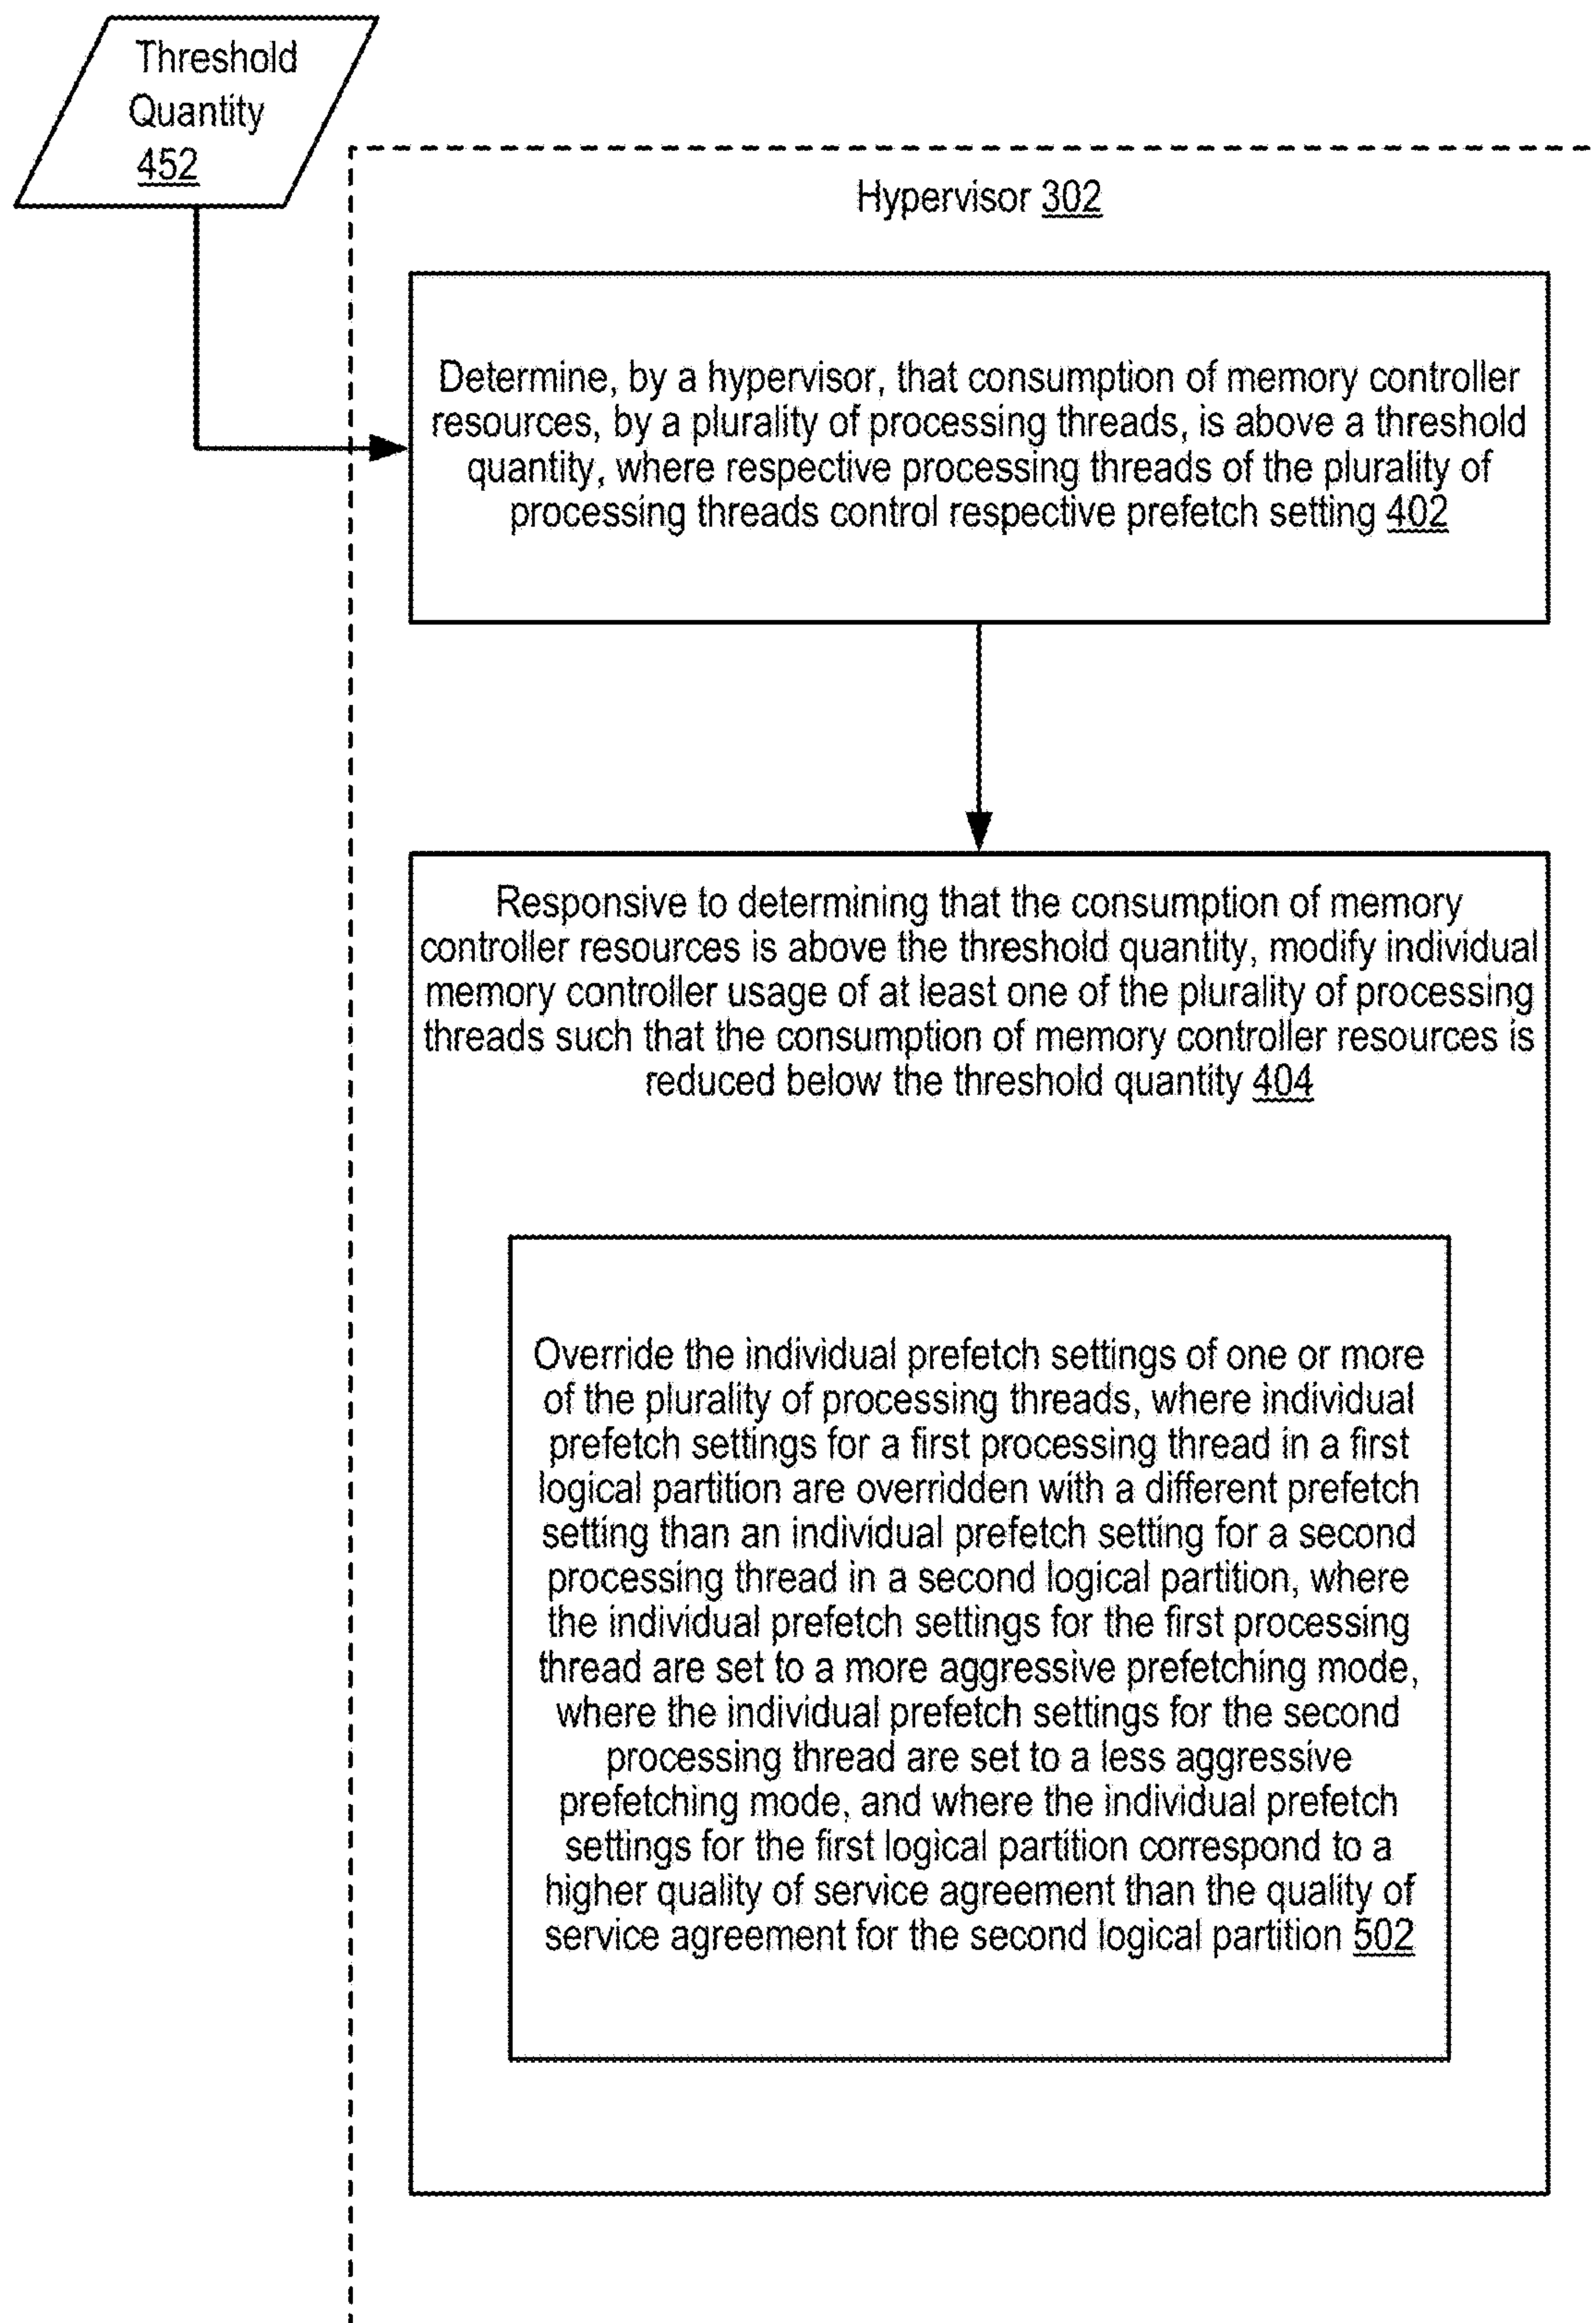 Threshold
Quantity
452
Hypervisor 302
Determine, by a hypervisor, that consumption of memory controller
resources, by a plurality of processing threads, is above a threshold
quantity, where respective processing threads of the plurality of
processing threads control respective prefetch setting 402
Responsive to determining that the consumption of memory
controller resources is above the threshold quantity, modify individual
memory controller usage of at least one of the plurality of processing
threads such that the consumption of memory controller resources is
reduced below the threshold quantity 404
Override the individual prefetch settings of one or more
of the plurality of processing threads, where individual
prefetch settings for a first processing thread in a first
logical partition are overridden with a different prefetch
setting than an individual prefetch setting for a second
processing thread in a second logical partition, where
the individual prefetch settings for the first processing
thread are set to a more aggressive prefetching mode,
where the individual prefetch settings for the second
processing thread are set to a less aggressive
prefetching mode, and where the individual prefetch
settings for the first logical partition correspond to a
higher quality of service agreement than the quality of
service agreement for the second logical partition 502